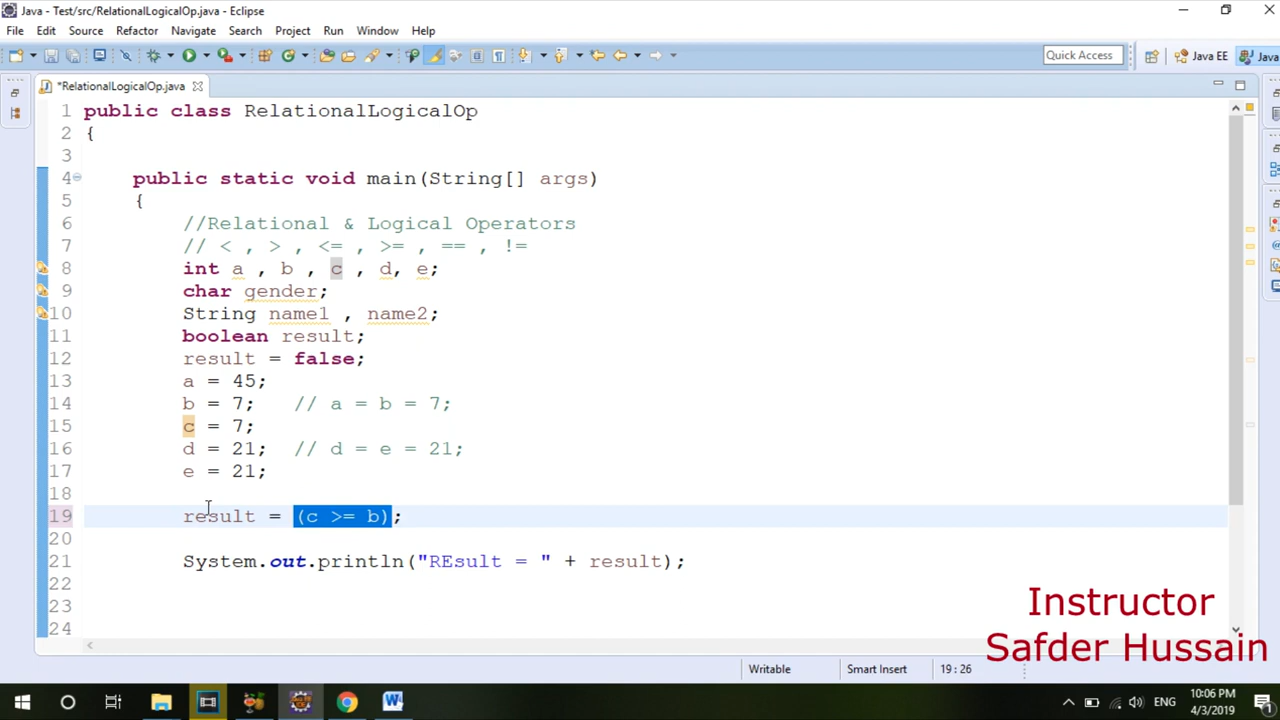 Java - Test/src/RelationalLogicalOp.java - Eclipse
File Edit Source Refactor Navigate Search Project Run Window Help
Quick Access Java EE Java
*RelationalLogicalOp.java
1 public class RelationalLogicalOp
2 {
3
4 public static void main(String[] args)
5 {
6 //Relational & Logical Operators
7 // < , > , <= , >= , == , !=
8 int a , b , c , d, e;
9 char gender;
10 String name1 , name2;
11 boolean result;
12 result = false;
13 a = 45;
14 b = 7; // a = b = 7;
15 c = 7;
16 d = 21; // d = e = 21;
17 e = 21;
18
19 result = (c >= b);
20
21 System.out.println("REsult = " + result);
22
23
24
Instructor
Safder Hussain
Writable Smart Insert 19 : 26
ENG
10:06 PM
4/3/2019